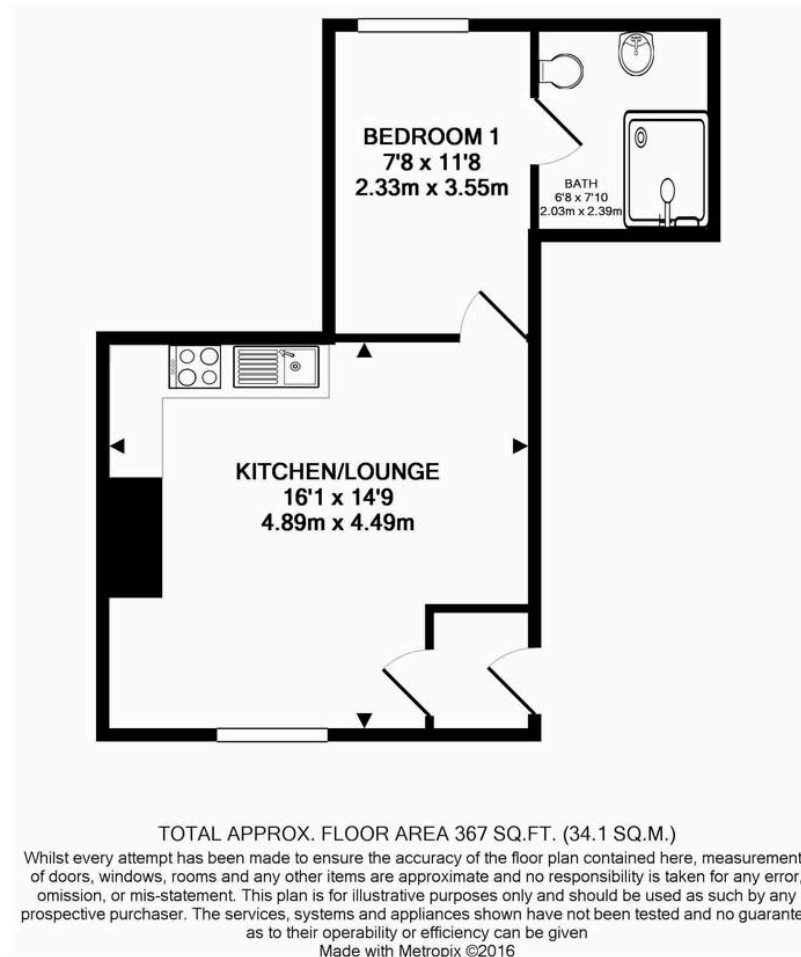 BEDROOM 1
7'8 x 11'8
2.33m x 3.55m
BATH
6'8 x 7'10
2.03m x 2.39m
KITCHEN/LOUNGE
16'1 x 14'9
4.89m x 4.49m
TOTAL APPROX. FLOOR AREA 367 SQ.FT. (34.1 SQ.M.)
Whilst every attempt has been made to ensure the accuracy of the floor plan contained here, measurement
of doors, windows, rooms and any other items are approximate and no responsibility is taken for any error,
omission, or mis-statement. This plan is for illustrative purposes only and should be used as such by any
prospective purchaser. The services, systems and appliances shown have not been tested and no guarante
as to their operability or efficiency can be given
Made with Metropix ©2016